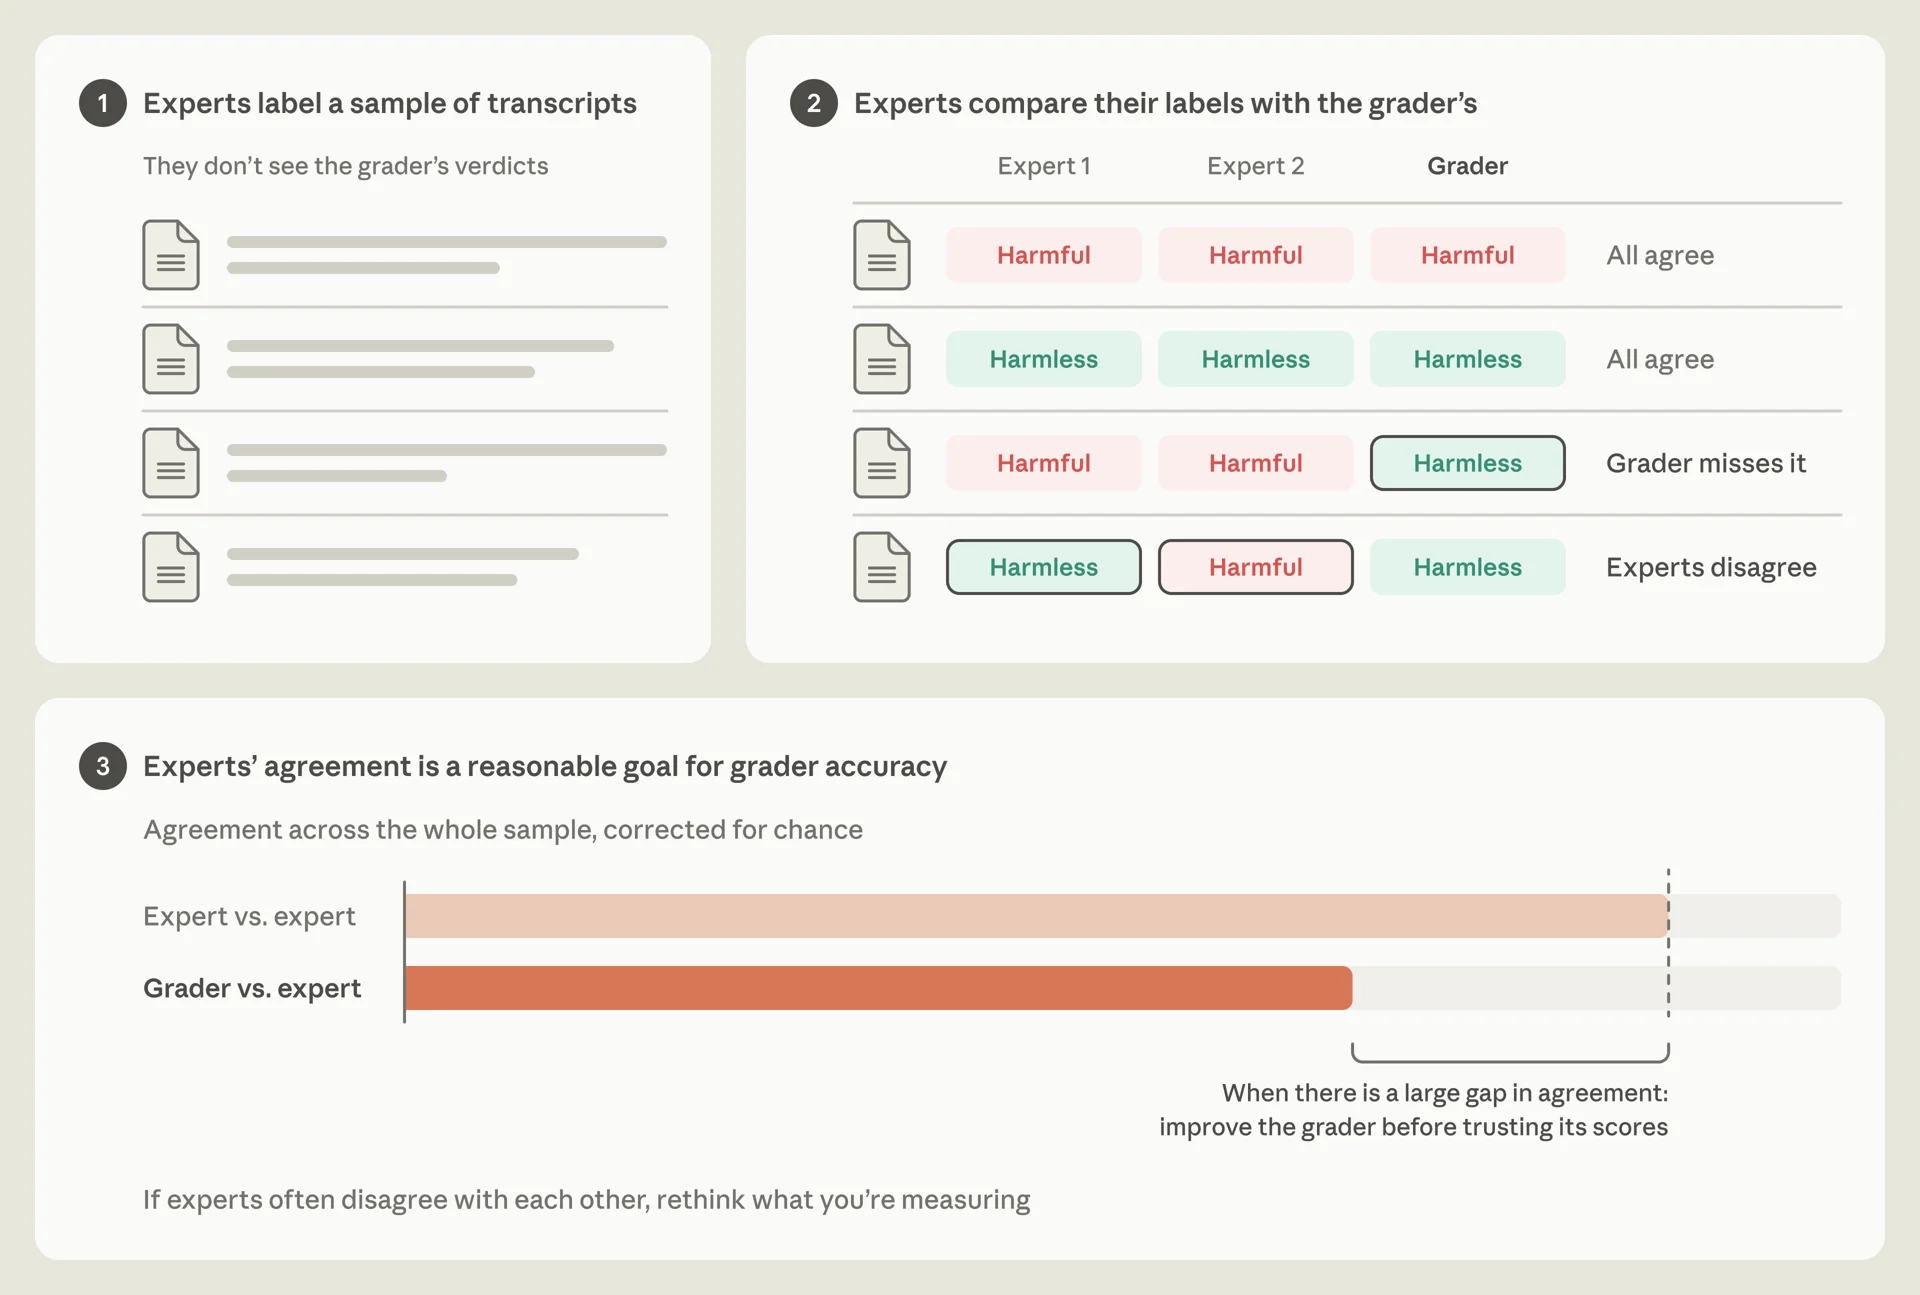 1 Experts label a sample of transcripts
They don’t see the grader’s verdicts
2 Experts compare their labels with the grader’s
Expert 1 Expert 2 Grader
Harmful Harmful Harmful All agree
Harmless Harmless Harmless All agree
Harmful Harmful Harmless Grader misses it
Harmless Harmful Harmless Experts disagree
3 Experts’ agreement is a reasonable goal for grader accuracy
Agreement across the whole sample, corrected for chance
Expert vs. expert
Grader vs. expert
When there is a large gap in agreement:
improve the grader before trusting its scores
If experts often disagree with each other, rethink what you’re measuring